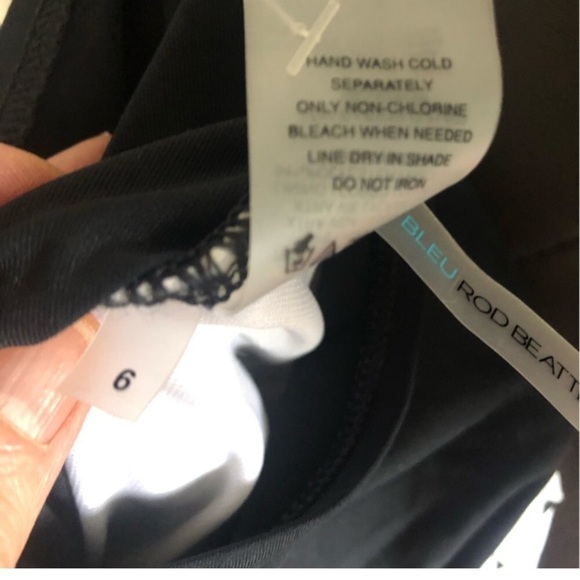 HAND WASH COLD
SEPARATELY
ONLY NON-CHLORINE
BLEACH WHEN NEEDED
LINE DRY IN SHADE
DO NOT IRON
BLEU ROD BEATT
6